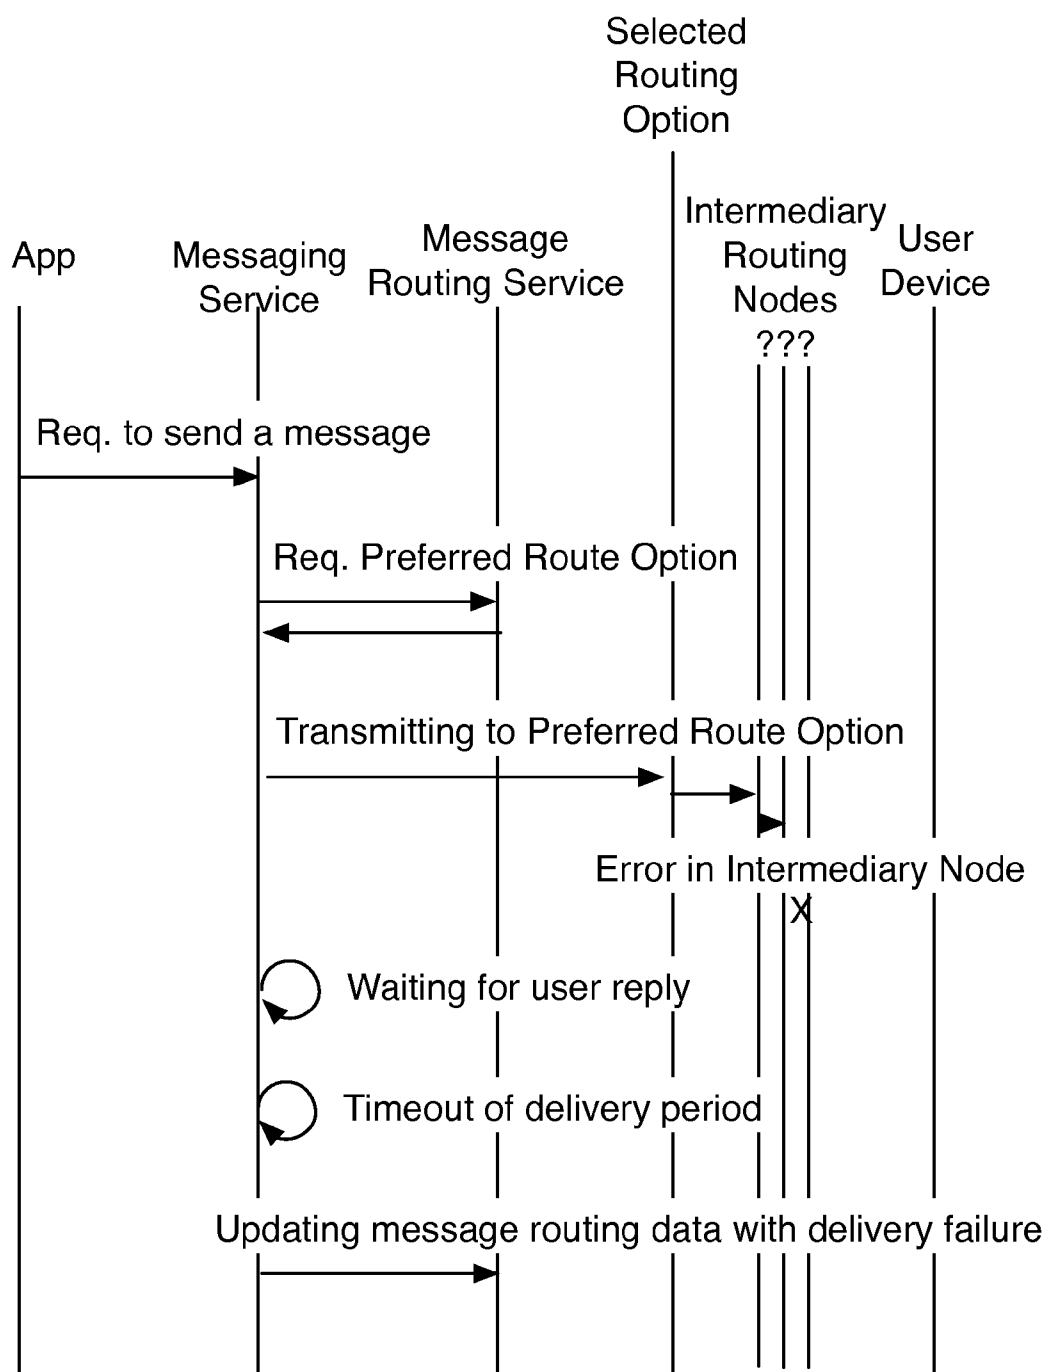 Selected
Routing
Option
App
Messaging
Service
Message
Routing Service
Intermediary
Routing
Nodes
???
User
Device
Req. to send a message
Req. Preferred Route Option
Transmitting to Preferred Route Option
Error in Intermediary Node
X
Waiting for user reply
Timeout of delivery period
Updating message routing data with delivery failure